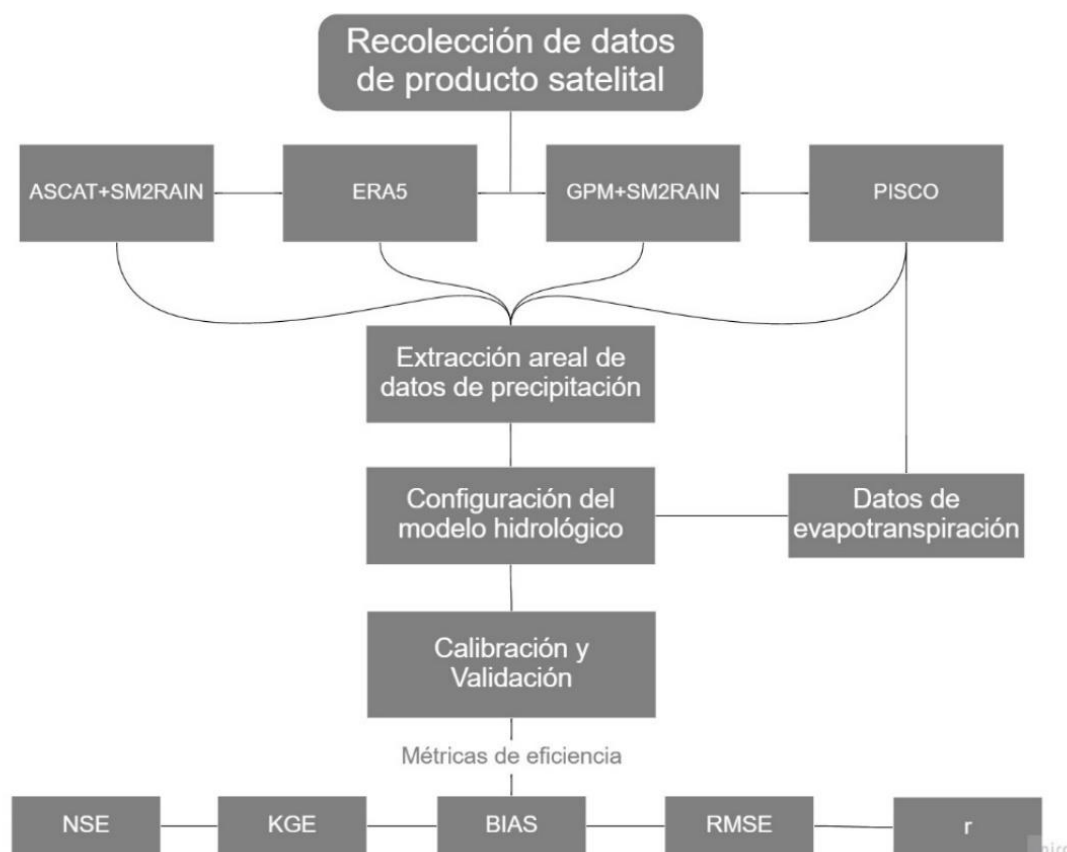 Recolección de datos
de producto satelital
ASCAT+SM2RAIN
ERA5
GPM+SM2RAIN
PISCO
Extracción areal de
datos de precipitación
Configuración del
modelo hidrológico
Datos de
evapotranspiración
Calibración y
Validación
Métricas de eficiencia
NSE
KGE
BIAS
RMSE
r